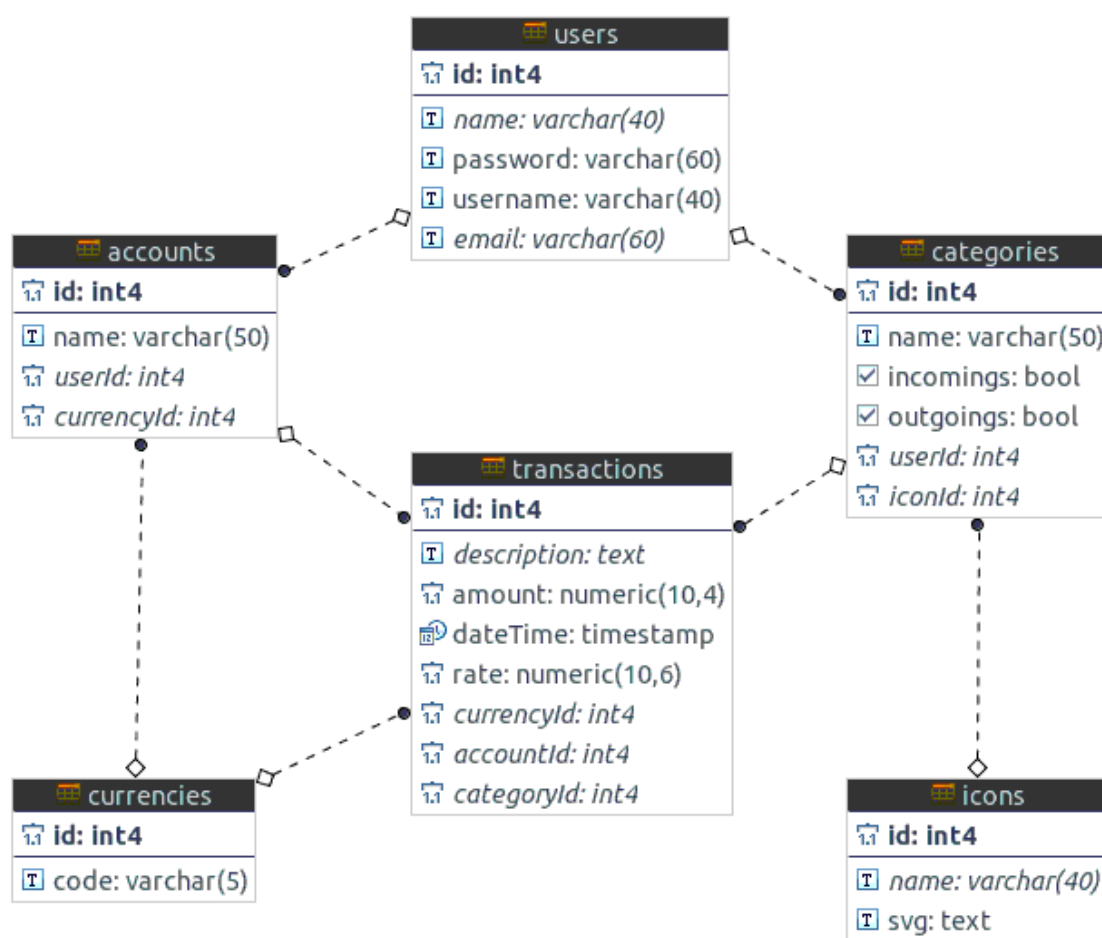 users
id: int4
name: varchar(40)
password: varchar(60)
username: varchar(40)
email: varchar(60)
accounts
id: int4
name: varchar(50)
userId: int4
currencyId: int4
categories
id: int4
name: varchar(50)
incomings: bool
outgoings: bool
userId: int4
iconId: int4
transactions
id: int4
description: text
amount: numeric(10,4)
dateTime: timestamp
rate: numeric(10,6)
currencyId: int4
accountId: int4
categoryId: int4
currencies
id: int4
code: varchar(5)
icons
id: int4
name: varchar(40)
svg: text